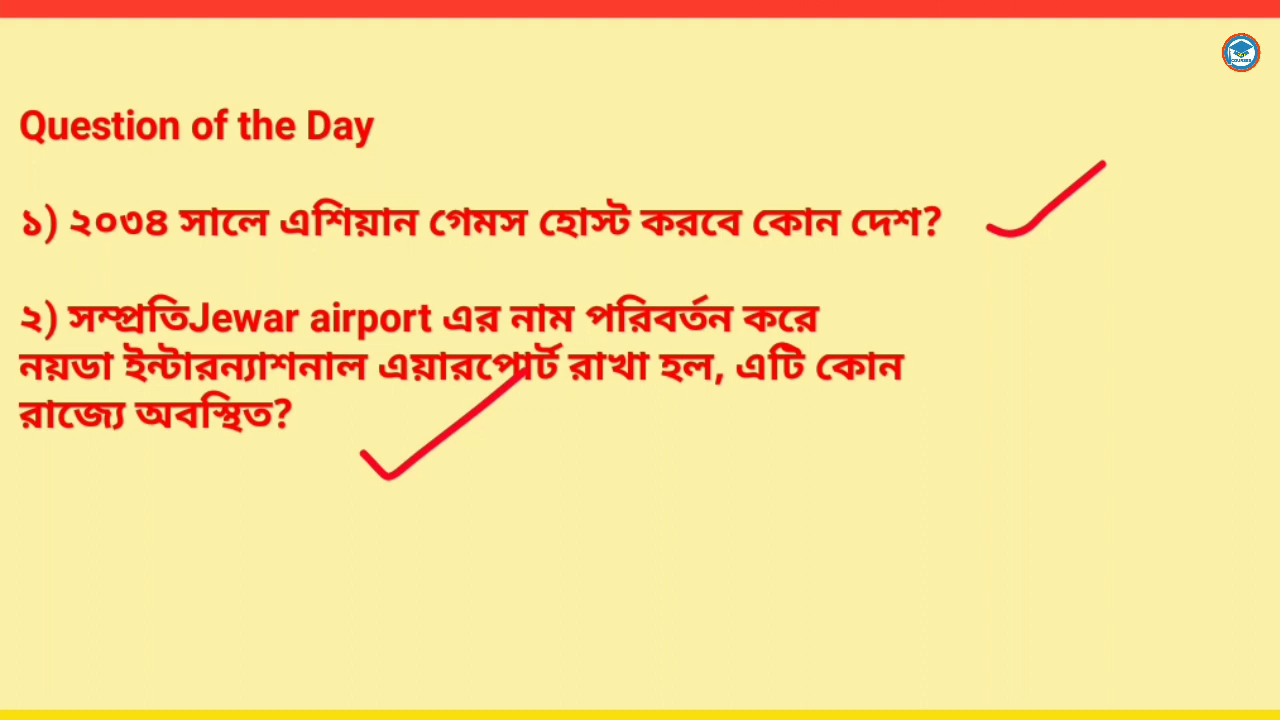 Question of the Day
১) ২০৩৪ সালে এশিয়ান গেমস হোস্ট করবে কোন দেশ?
২) সম্প্রতিJewar airport এর নাম পরিবর্তন করে
নয়ডা ইন্টারন্যাশনাল এয়ারপোর্ট রাখা হল, এটি কোন
রাজ্যে অবস্থিত?